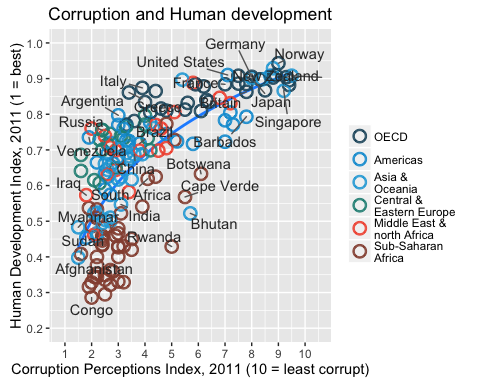 Corruption and Human development
Human Development Index, 2011 (1 = best)
1.0
0.9
0.8
0.7
0.6
0.5
0.4
0.3
0.2
Germany
Norway
United States
Italy
France
New Zealand
Argentina
Greece
Britain
Japan
Singapore
Russia
Brazil
Barbados
Venezuela
China
Botswana
Iraq
South Africa
Cape Verde
Myanmar
India
Bhutan
Sudan
Rwanda
Afghanistan
Congo
1 2 3 4 5 6 7 8 9 10
Corruption Perceptions Index, 2011 (10 = least corrupt)
OECD
Americas
Asia &
Oceania
Central &
Eastern Europe
Middle East &
north Africa
Sub-Saharan
Africa